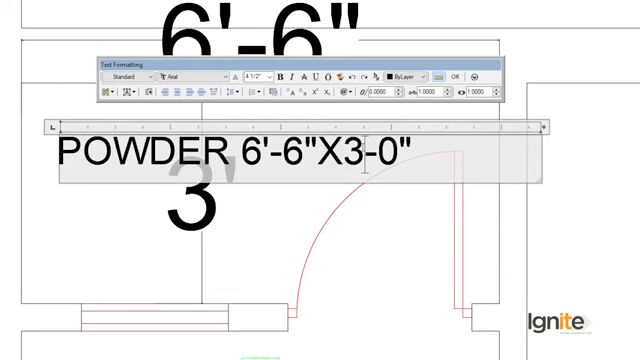 6'-6"
Text Formatting
Standard Arial 4 1/2" B I A U O ByLayer OK
@ 0.0000 a-b 1.0000 1.0000
POWDER 6'-6"X3-0"
3'
Ignite